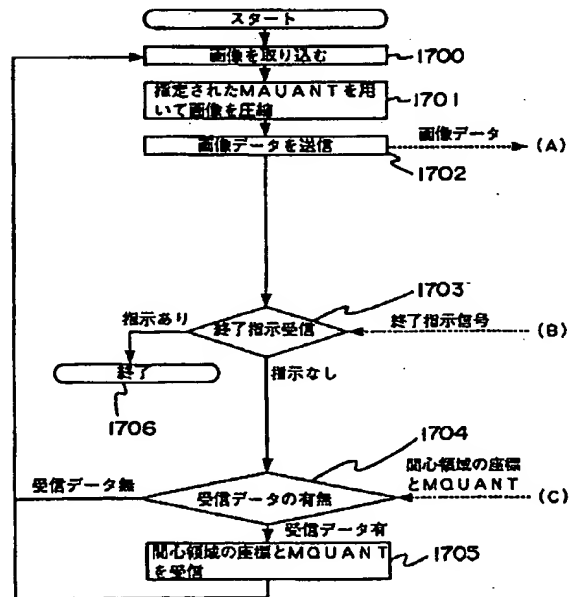 スタート
画像を取り込む
1700
指定されたMAUANTを用
いて画像を圧縮
1701
画像データ
画像データを送信
(A)
1702
1703
指示あり
終了指示受信
終了指示信号
(B)
終了
指示なし
1706
1704
関心領域の座標
とMQUANT
受信データ無
受信データの有無
(C)
受信データ有
関心領域の座標とMQUANT
を受信
1705